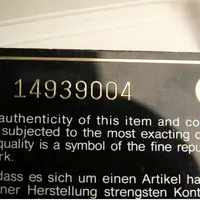 14939004
authenticity of this item and co
subjected to the most exacting
quality is a symbol of the fine repu
rk.
dass es sich um einen Artikel ha
ner Herstellung strengsten Kont